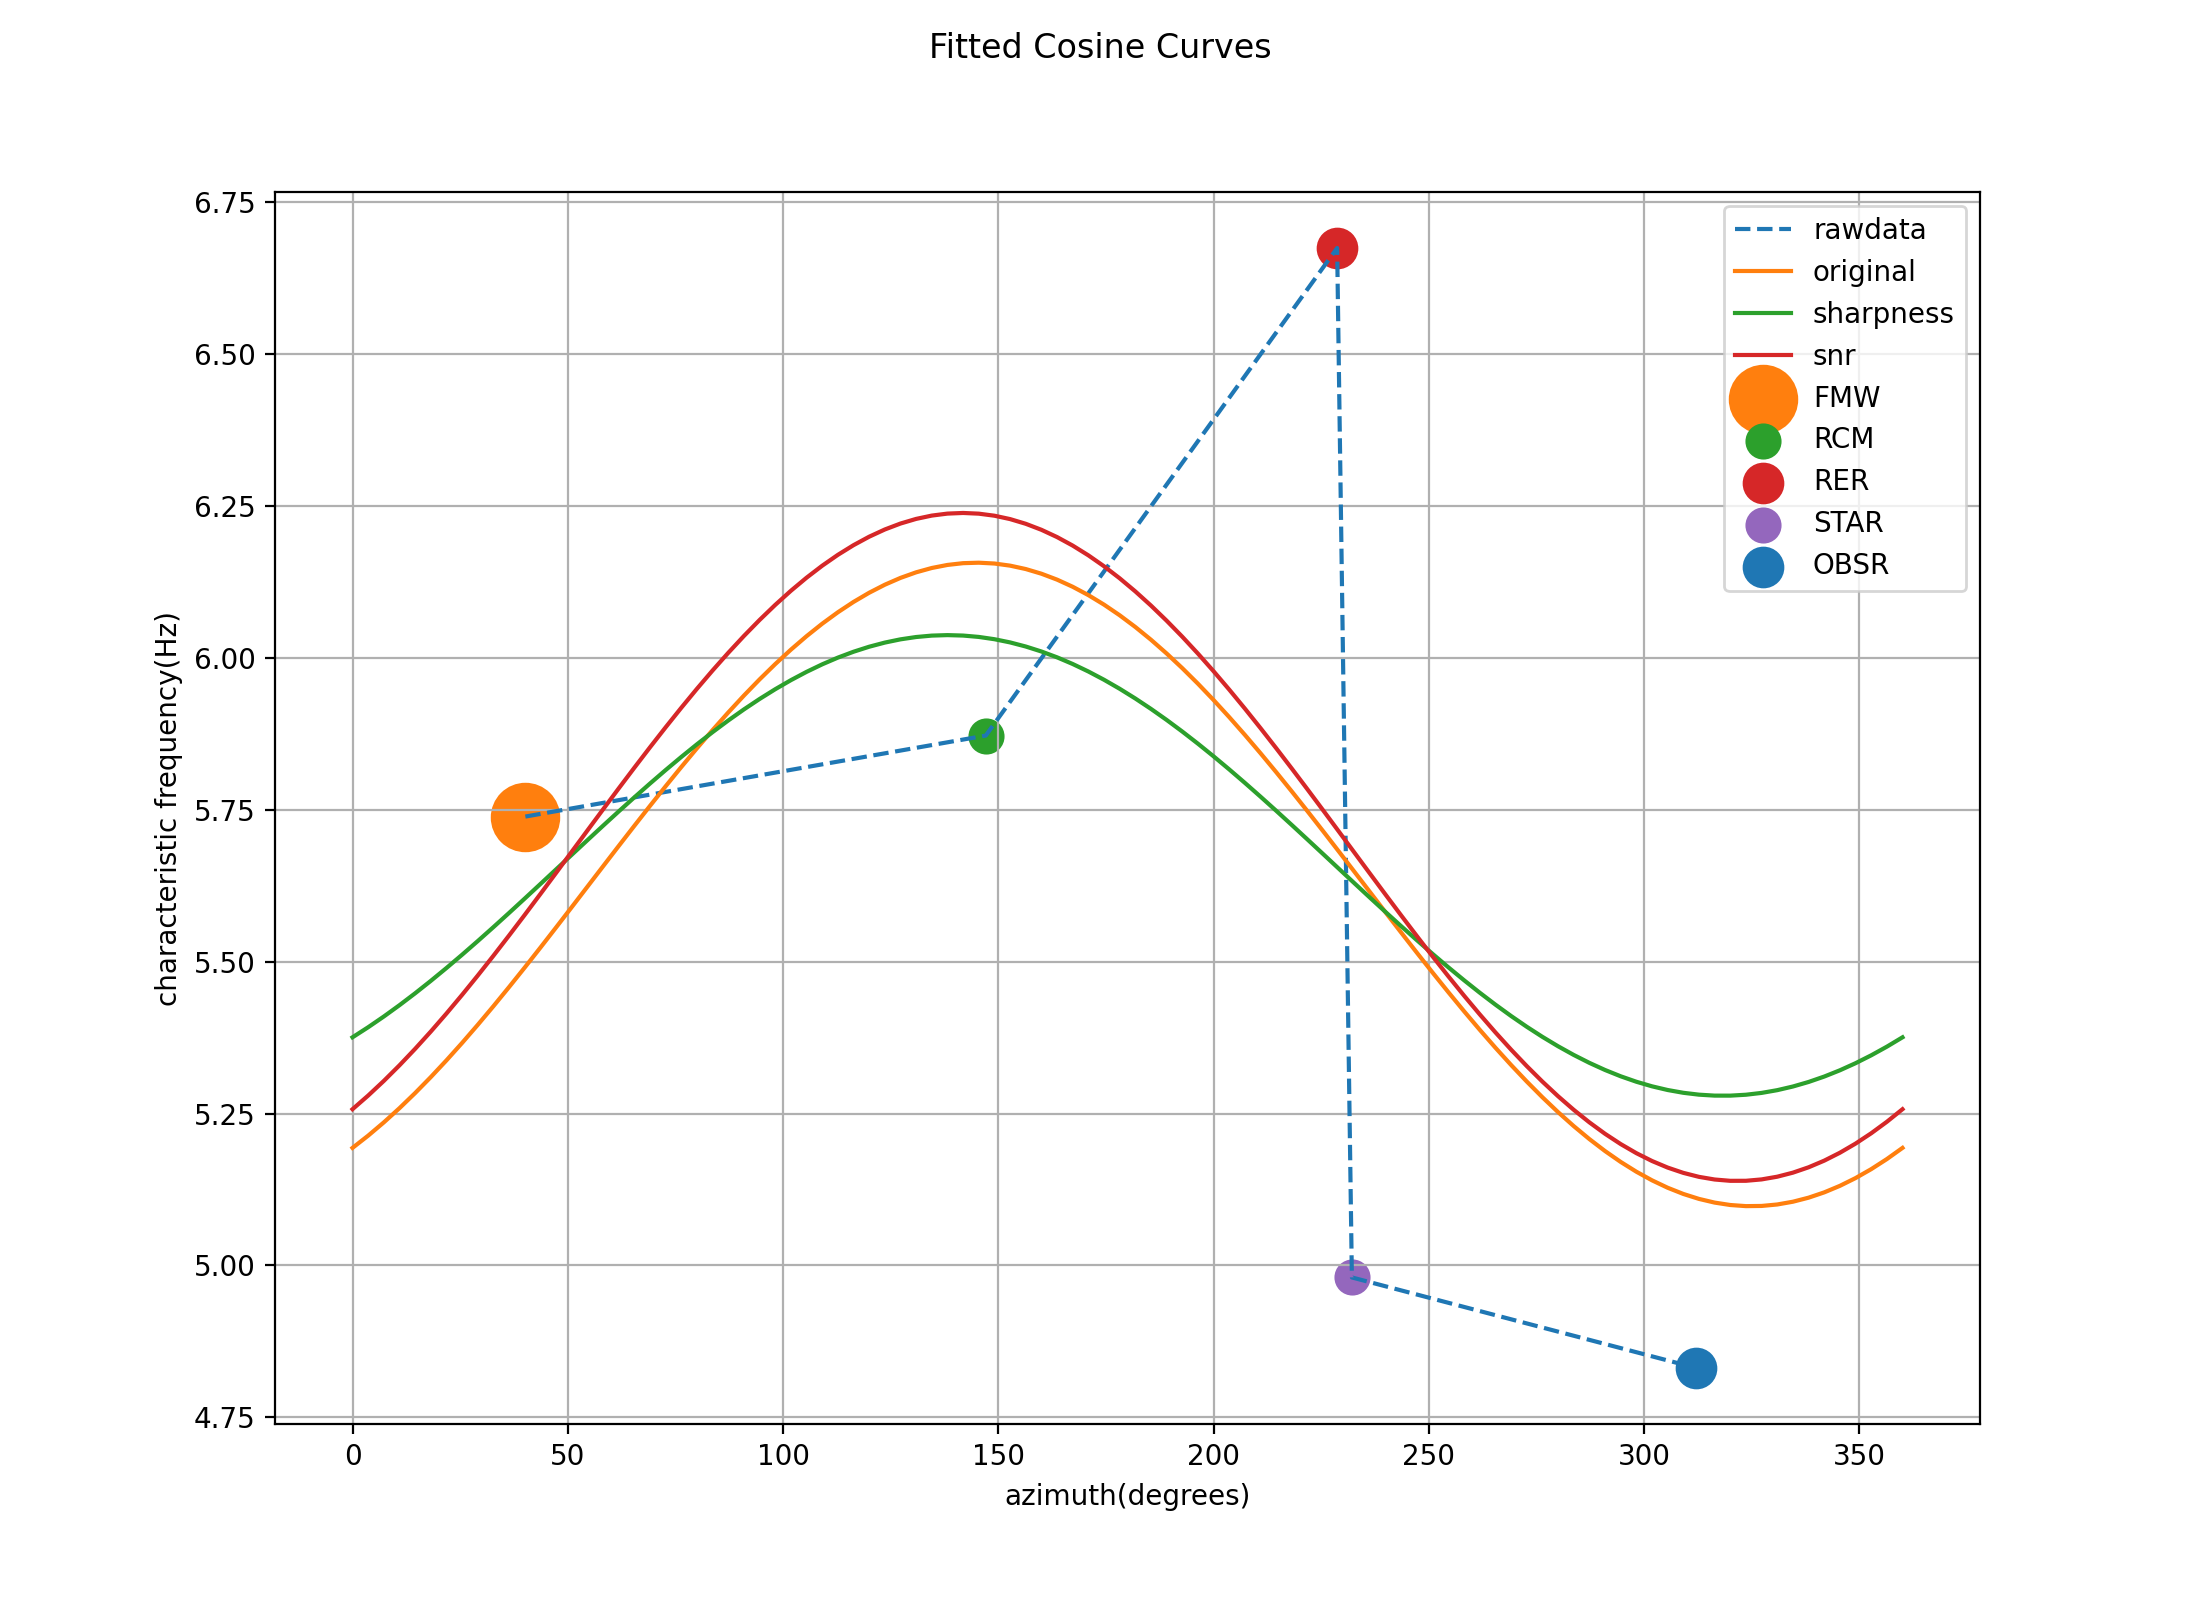 Fitted Cosine Curves
6.75
6.50
6.25
6.00
5.75
5.50
5.25
5.00
4.75
characteristic frequency(Hz)
rawdata
original
sharpness
snr
FMW
RCM
RER
STAR
OBSR
0 50 100 150 200 250 300 350
azimuth(degrees)